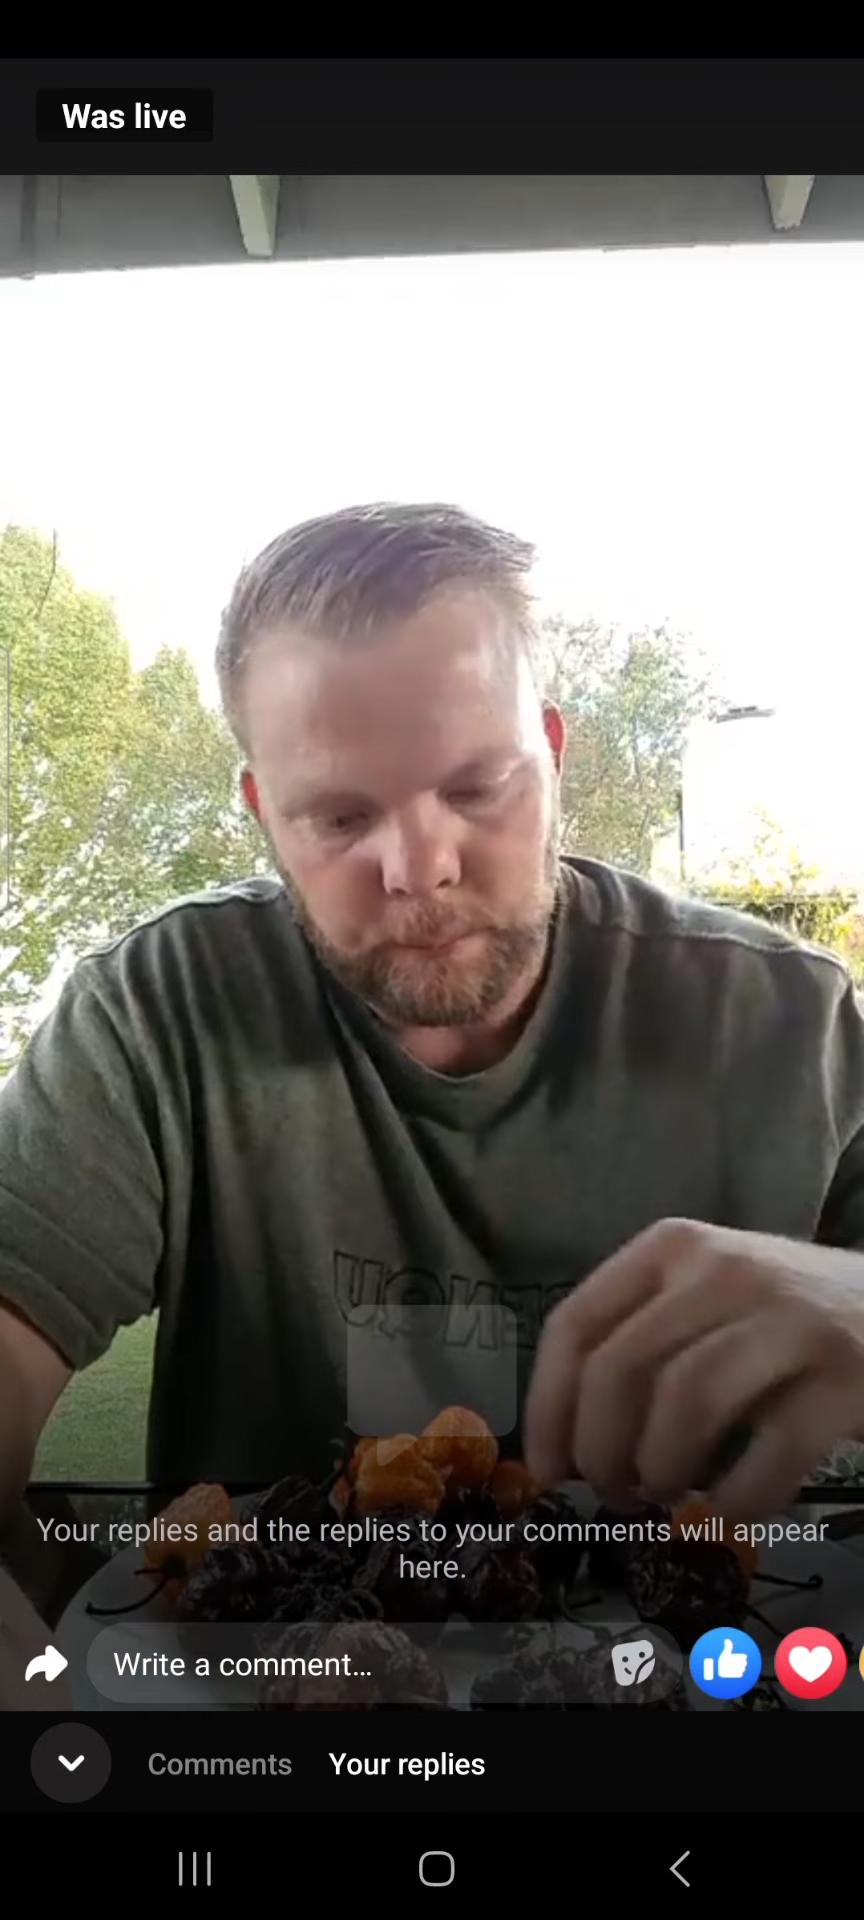 Was live
Your replies and the replies to your comments will appear
here.
Write a comment...
Comments
Your replies